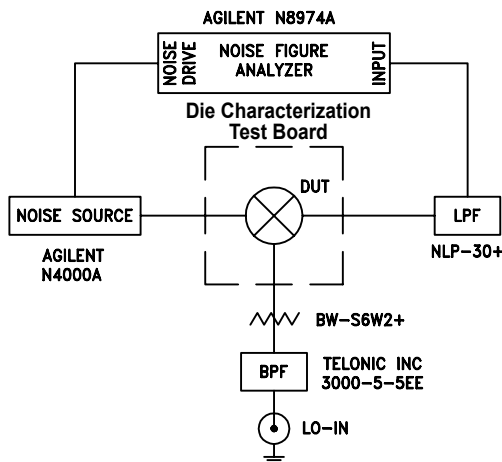 AGILENT N8974A
NOISE DRIVE
NOISE FIGURE
ANALYZER
INPUT
Die Characterization
Test Board
DUT
NOISE SOURCE
LPF
AGILENT
N4000A
NLP-30+
BW-S6W2+
BPF
TELONIC INC
3000-5-5EE
LO-IN